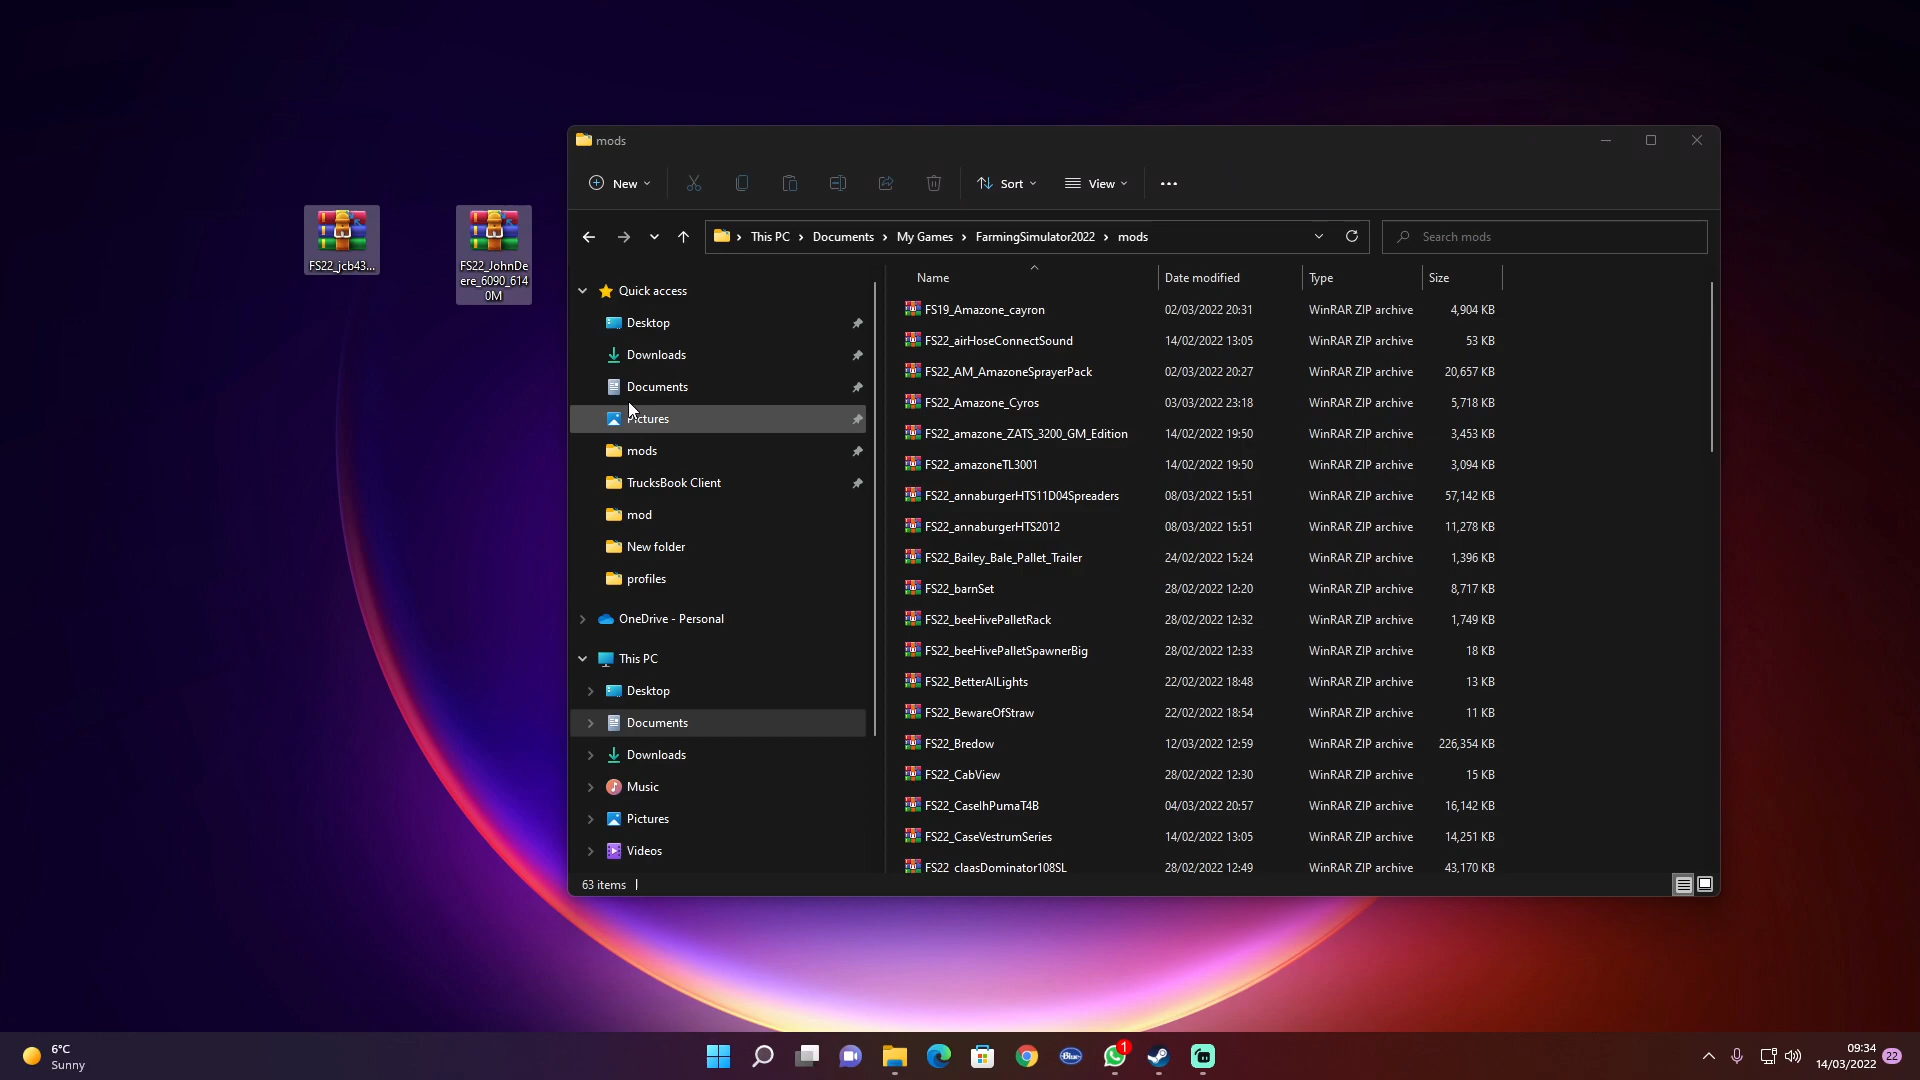 mods
New
Sort
View
This PC > Documents > My Games > FarmingSimulator2022 > mods
Search mods
FS22_jcb43...
FS22_JohnDe
ere_6090_614
0M
Quick access
Desktop
Downloads
Documents
Pictures
mods
TrucksBook Client
mod
New folder
profiles
OneDrive - Personal
This PC
Desktop
Documents
Downloads
Music
Pictures
Videos
Name Date modified Type Size
FS19_Amazone_cayron 02/03/2022 20:31 WinRAR ZIP archive 4,904 KB
FS22_airHoseConnectSound 14/02/2022 13:05 WinRAR ZIP archive 53 KB
FS22_AM_AmazoneSprayerPack 02/03/2022 20:27 WinRAR ZIP archive 20,657 KB
FS22_Amazone_Cyros 03/03/2022 23:18 WinRAR ZIP archive 5,718 KB
FS22_amazone_ZATS_3200_GM_Edition 14/02/2022 19:50 WinRAR ZIP archive 3,453 KB
FS22_amazoneTL3001 14/02/2022 19:50 WinRAR ZIP archive 3,094 KB
FS22_annaburgerHTS11D04Spreaders 08/03/2022 15:51 WinRAR ZIP archive 57,142 KB
FS22_annaburgerHTS2012 08/03/2022 15:51 WinRAR ZIP archive 11,278 KB
FS22_Bailey_Bale_Pallet_Trailer 24/02/2022 15:24 WinRAR ZIP archive 1,396 KB
FS22_barnSet 28/02/2022 12:20 WinRAR ZIP archive 8,717 KB
FS22_beeHivePalletRack 28/02/2022 12:32 WinRAR ZIP archive 1,749 KB
FS22_beeHivePalletSpawnerBig 28/02/2022 12:33 WinRAR ZIP archive 18 KB
FS22_BetterAILights 22/02/2022 18:48 WinRAR ZIP archive 13 KB
FS22_BewareOfStraw 22/02/2022 18:54 WinRAR ZIP archive 11 KB
FS22_Bredow 12/03/2022 12:59 WinRAR ZIP archive 226,354 KB
FS22_CabView 28/02/2022 12:30 WinRAR ZIP archive 15 KB
FS22_CaseIhPumaT4B 04/03/2022 20:57 WinRAR ZIP archive 16,142 KB
FS22_CaseVestrumSeries 14/02/2022 13:05 WinRAR ZIP archive 14,251 KB
FS22_claasDominator108SL 28/02/2022 12:49 WinRAR ZIP archive 43,170 KB
63 items
6°C
Sunny
Blue
1
09:34
14/03/2022
22